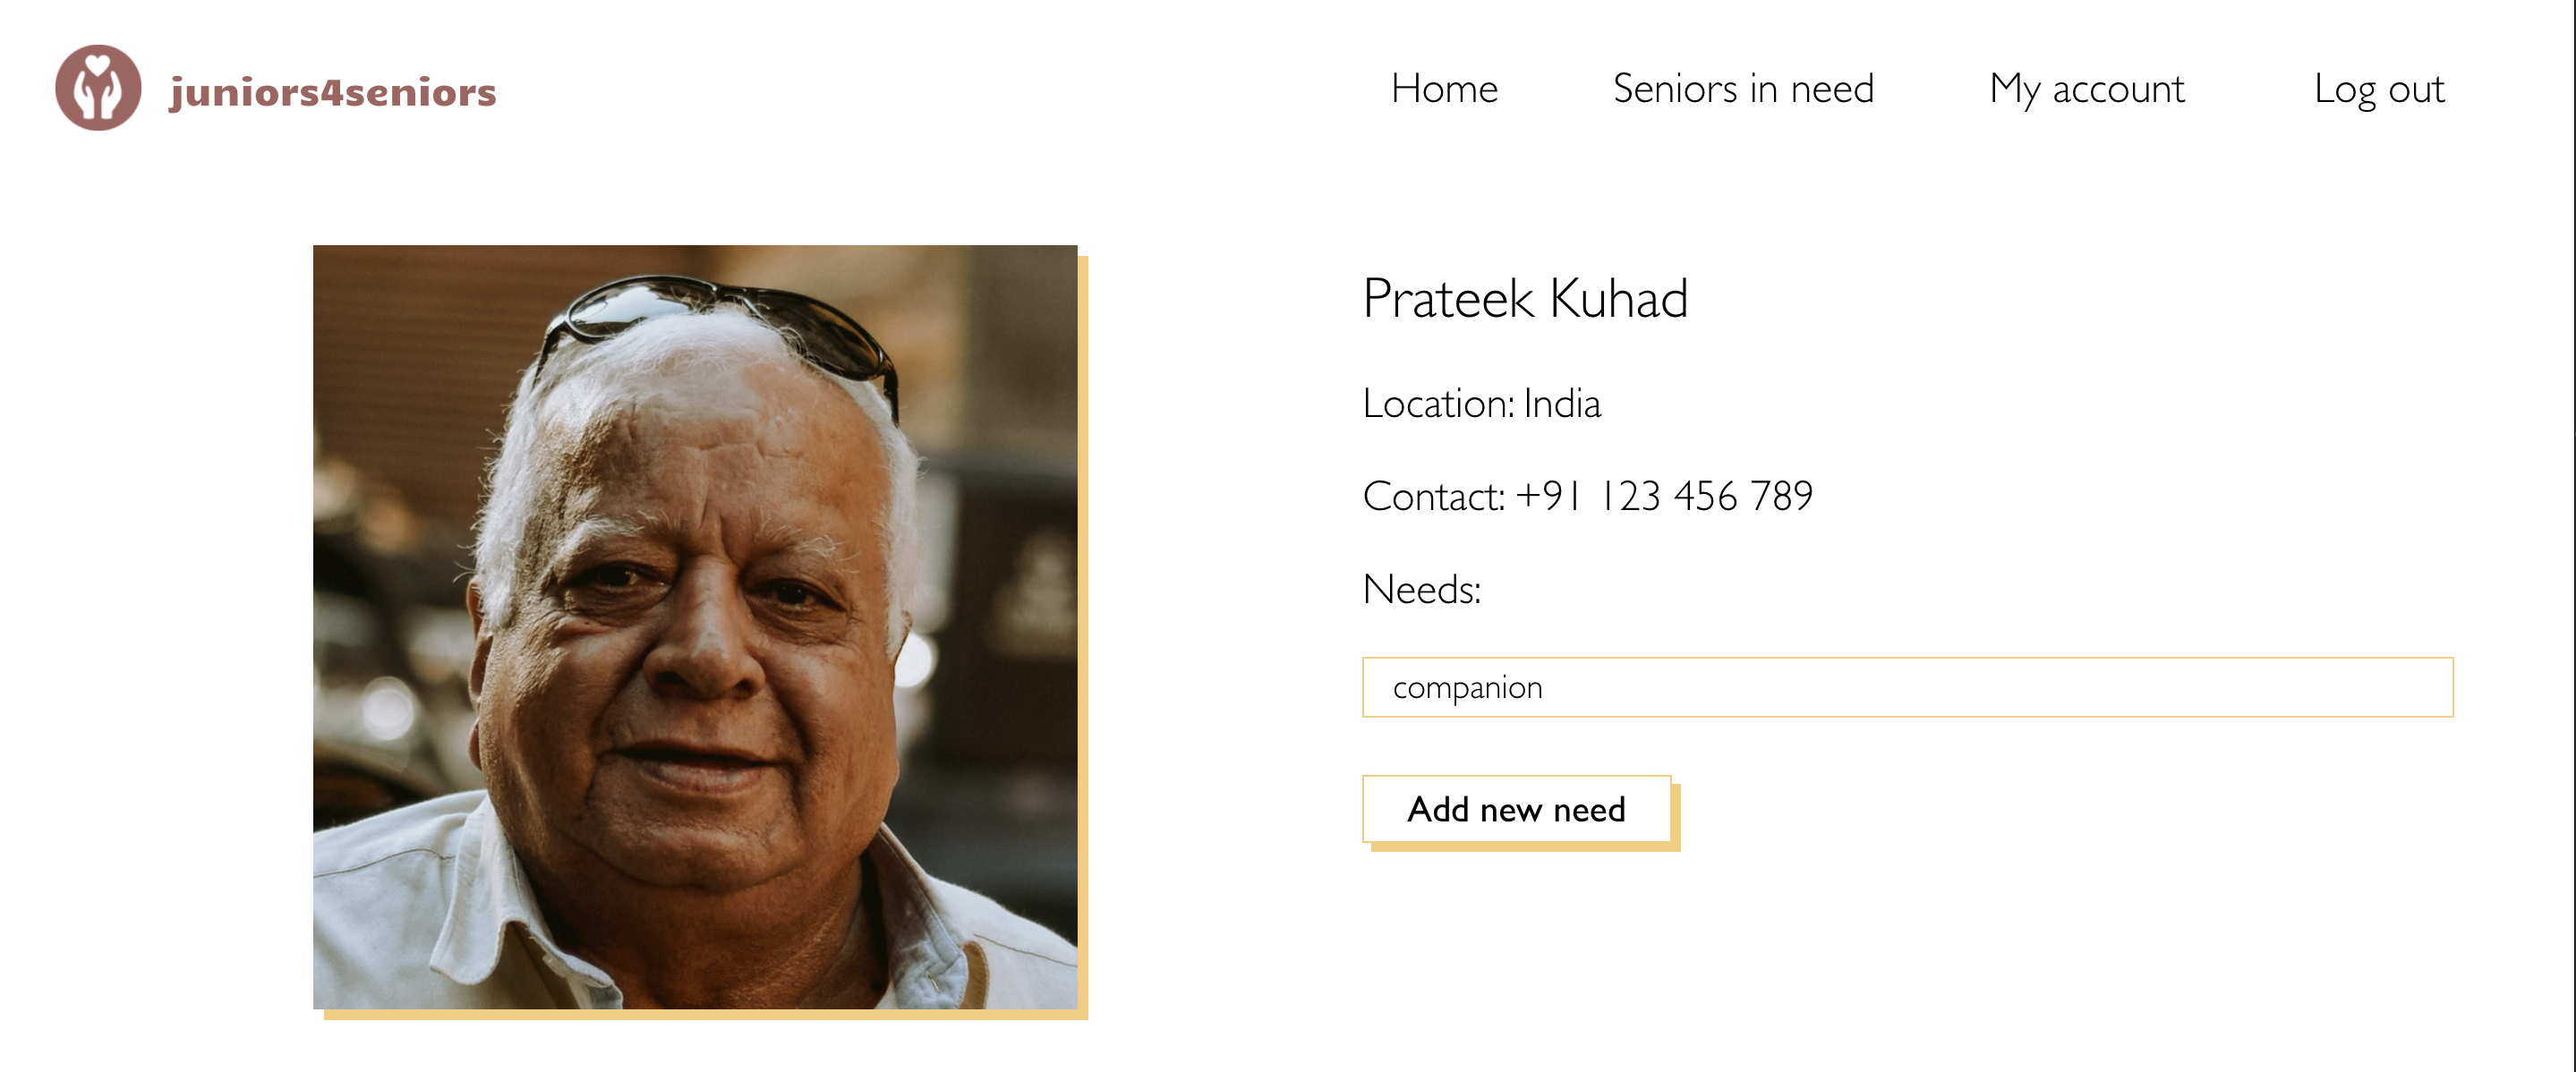 juniors4seniors
Home Seniors in need My account Log out
Prateek Kuhad
Location: India
Contact: +91 123 456 789
Needs:
companion
Add new need